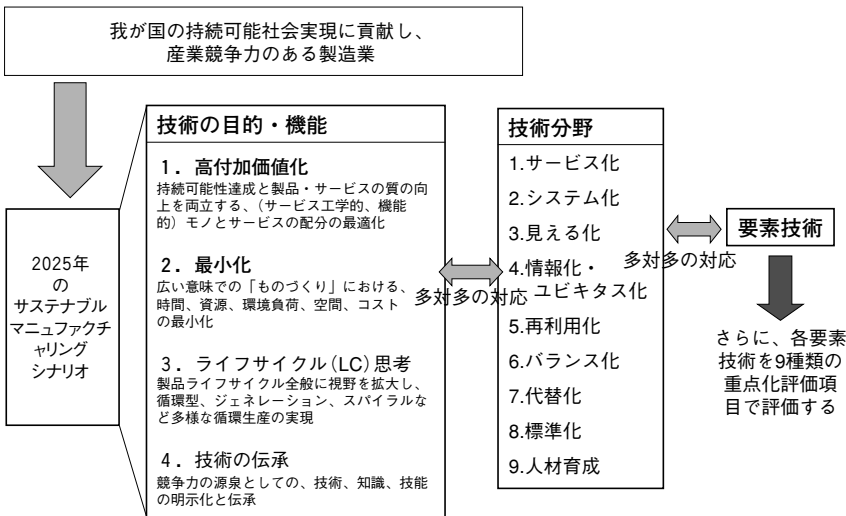 我が国の持続可能社会実現に貢献し、
産業競争力のある製造業
2025年
の
サステナブル
マニュファクチ
ャリング
シナリオ
技術の目的・機能
1．高付加価値化
持続可能性達成と製品・サービスの質の向
上を両立する、（サービス工学的、機能
的）モノとサービスの配分の最適化
2．最小化
広い意味での「ものづくり」における、
時間、資源、環境負荷、空間、コスト
の最小化
3．ライフサイクル(LC)思考
製品ライフサイクル全般に視野を拡大し、
循環型、ジェネレーション、スパイラルな
ど多様な循環生産の実現
4．技術の伝承
競争力の源泉としての、技術、知識、技能
の明示化と伝承
多対多の対応
技術分野
1.サービス化
2.システム化
3.見える化
4.情報化・
ユビキタス化
5.再利用化
6.バランス化
7.代替化
8.標準化
9.人材育成
多対多の対応
要素技術
さらに、各要素
技術を9種類の
重点化評価項
目で評価する